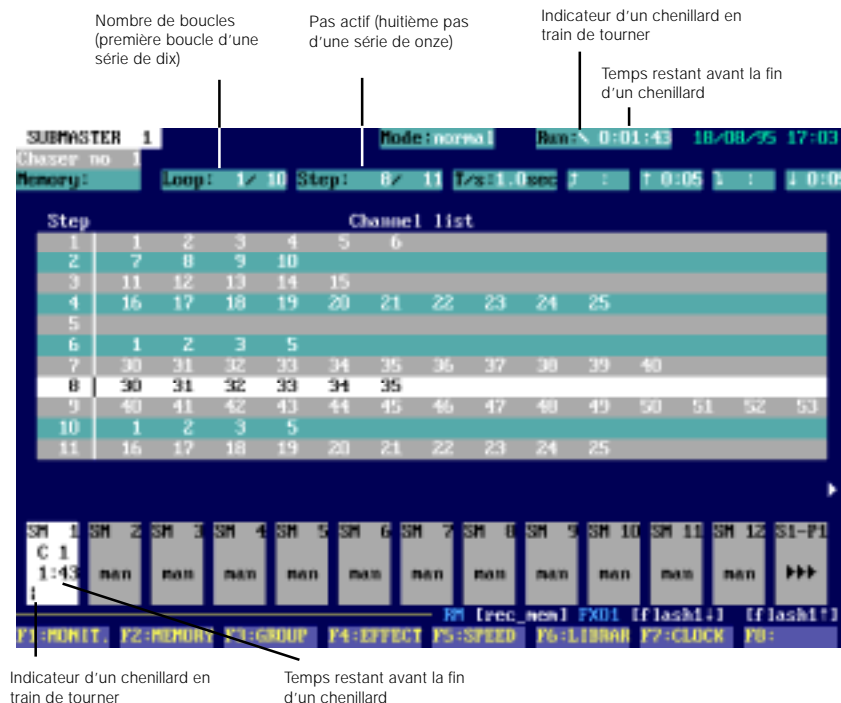 Nombre de boucles
(première boucle d'une
série de dix)
Pas actif (huitième pas
d'une série de onze)
Indicateur d'un chenillard en
train de tourner
Temps restant avant la fin
d'un chenillard
SUBMASTER 1 Mode:normal Run:\ 0:01:43 18/08/95 17:03
Chaser no 1
Memory: Loop: 1/ 10 Step: 8/ 11 T/s:1.0sec : ↑ 0:05 : ↓ 0:05
Step Channel list
1 1 2 3 4 5 6
2 7 8 9 10
3 11 12 13 14 15
4 16 17 18 19 20 21 22 23 24 25
5
6 1 2 3 5
7 30 31 32 33 34 35 36 37 38 39 40
8 30 31 32 33 34 35
9 40 41 42 43 44 45 46 47 48 49 50 51 52 53
10 1 2 3 5
11 16 17 18 19 20 21 22 23 24 25
SM 1 SM 2 SM 3 SM 4 SM 5 SM 6 SM 7 SM 8 SM 9 SM 10 SM 11 SM 12 S1-P1
C 1
1:43 man man man man man man man man man man man
RM [rec_mem] FX01 [flash1↓] [flash1↑]
F1:MONIT. F2:MEMORY F3:GROUP F4:EFFECT F5:SPEED F6:LIBRAR F7:CLOCK F8:
Indicateur d'un chenillard en
train de tourner
Temps restant avant la fin
d'un chenillard